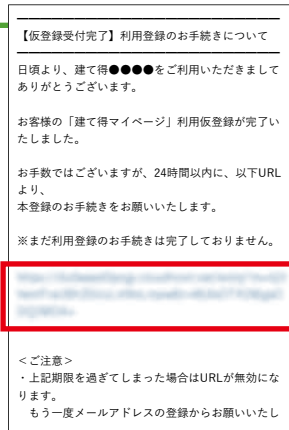 【仮登録受付完了】利用登録のお手続きについて
日頃より、建て得●●●●をご利用いただきまして
ありがとうございます。
お客様の「建て得マイページ」利用仮登録が完了い
たしました。
お手数ではございますが、24時間以内に、以下URL
より、
本登録のお手続きをお願いいたします。
※まだ利用登録のお手続きは完了しておりません。
＜ご注意＞
・上記期限を過ぎてしまった場合はURLが無効にな
ります。
もう一度メールアドレスの登録からお願いいたし